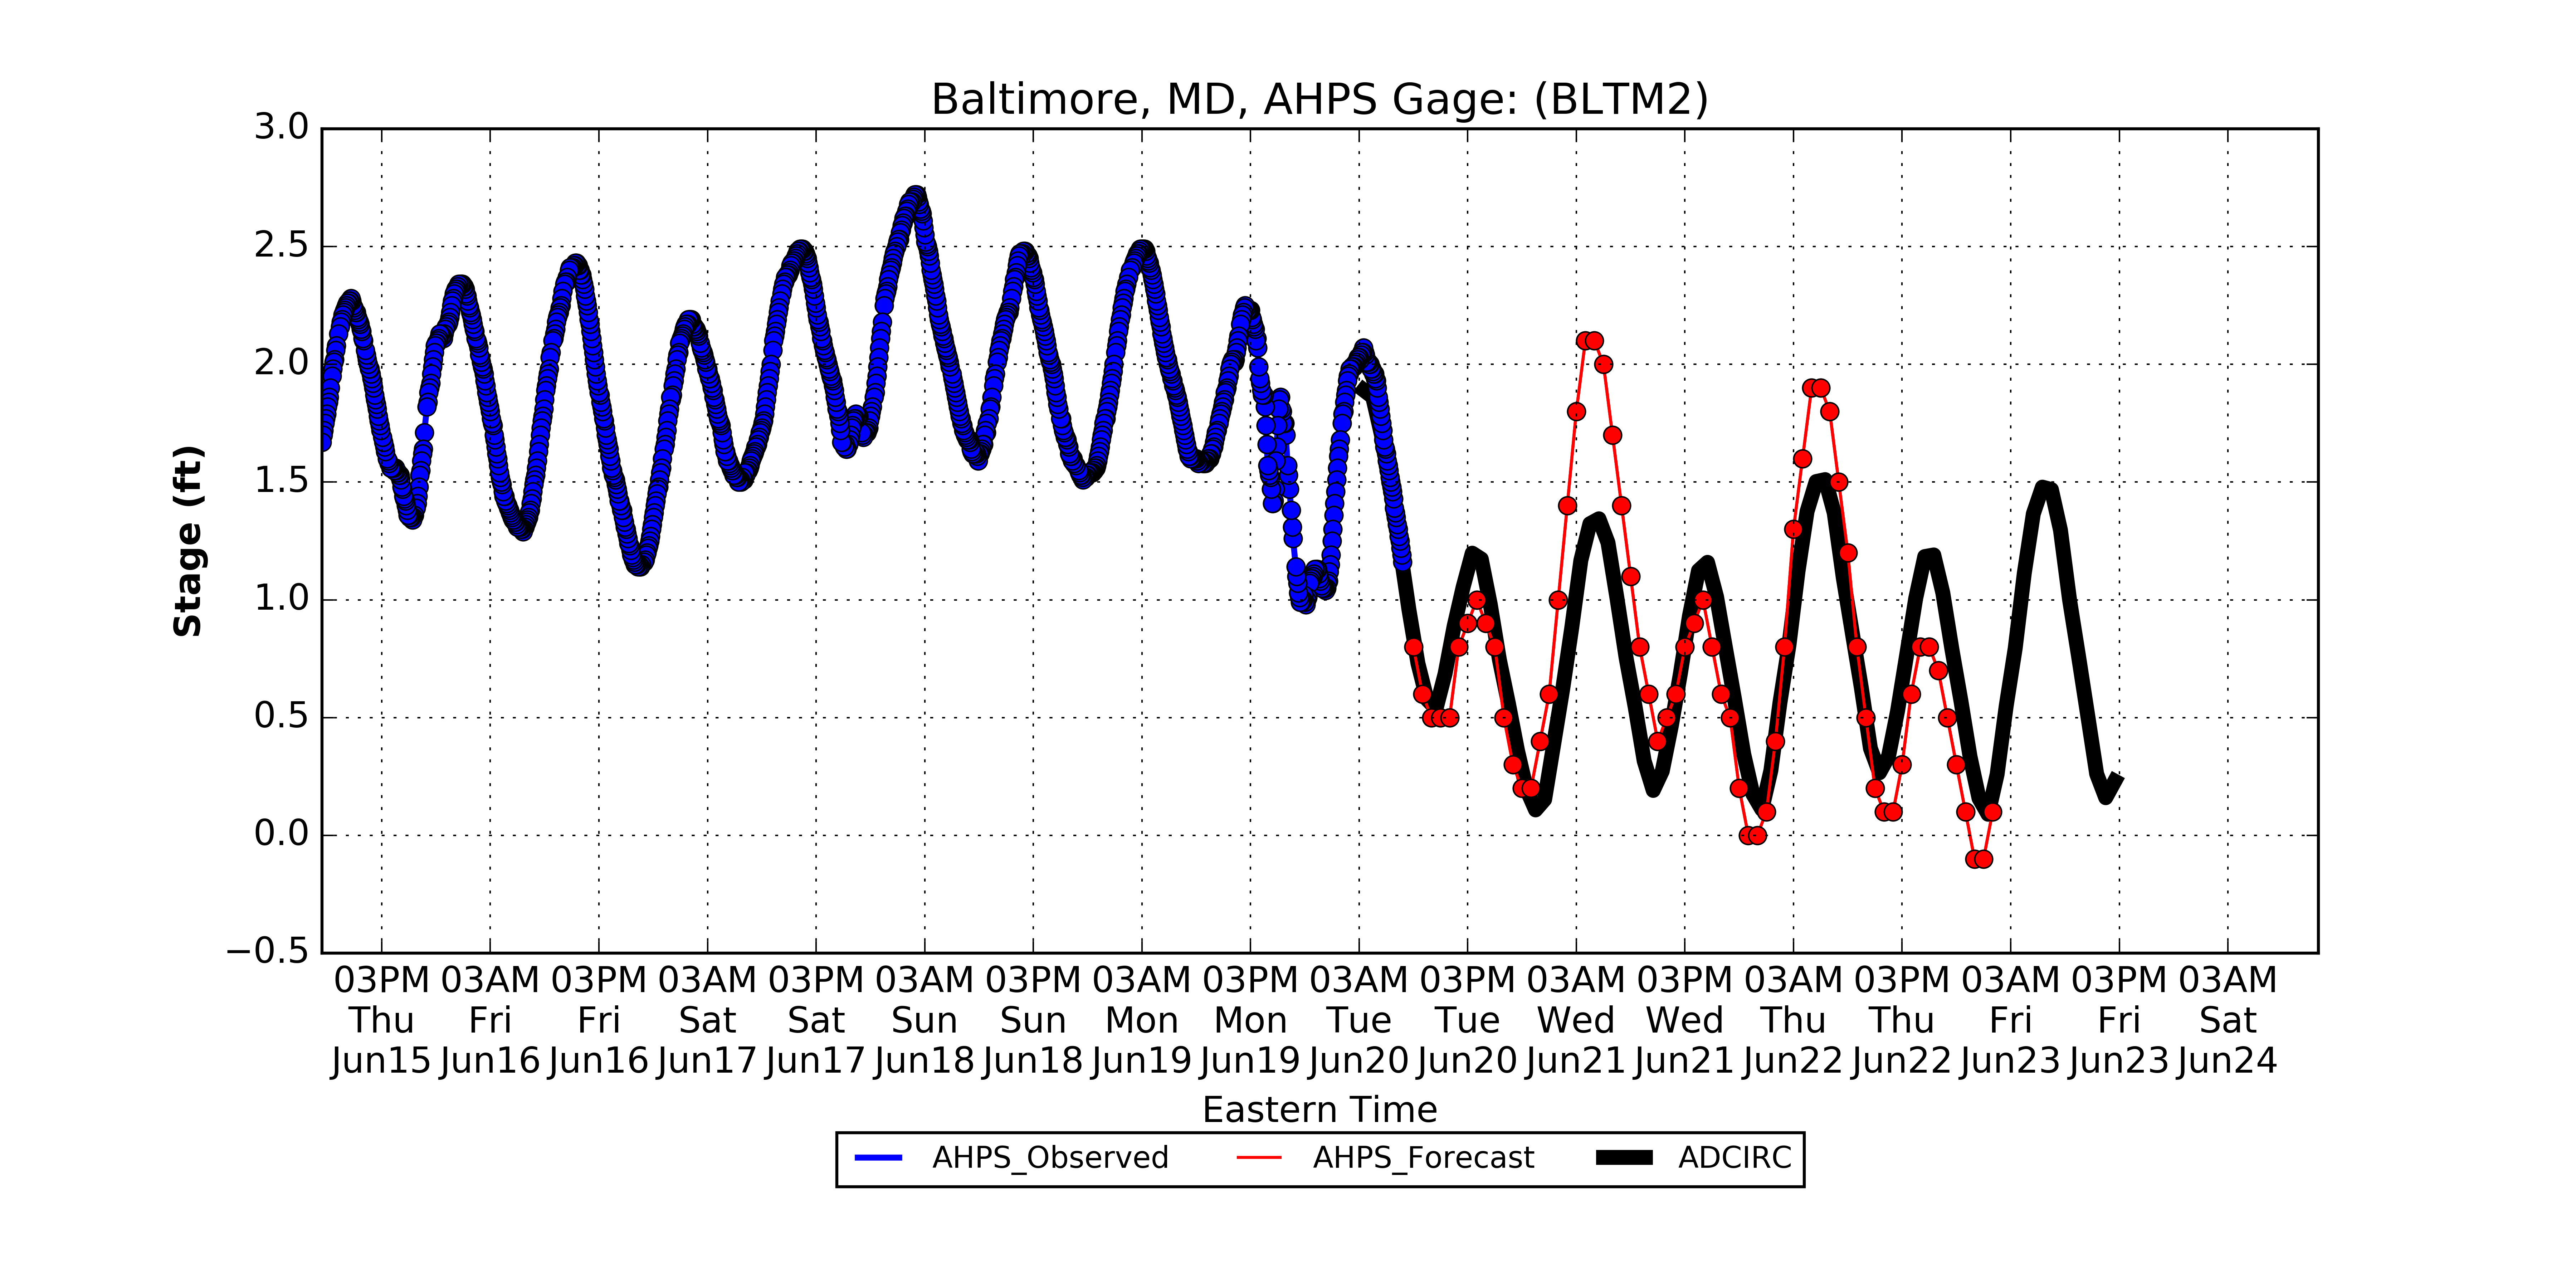 Baltimore, MD, AHPS Gage: (BLTM2)
3.0
2.5
2.0
1.5
1.0
0.5
0.0
−0.5
Stage (ft)
03PM 03AM 03PM 03AM 03PM 03AM 03PM 03AM 03PM 03AM 03PM 03AM 03PM 03AM 03PM 03AM 03PM 03AM
Thu Fri Fri Sat Sat Sun Sun Mon Mon Tue Tue Wed Wed Thu Thu Fri Fri Sat
Jun15 Jun16 Jun16 Jun17 Jun17 Jun18 Jun18 Jun19 Jun19 Jun20 Jun20 Jun21 Jun21 Jun22 Jun22 Jun23 Jun23 Jun24
Eastern Time
AHPS_Observed AHPS_Forecast ADCIRC